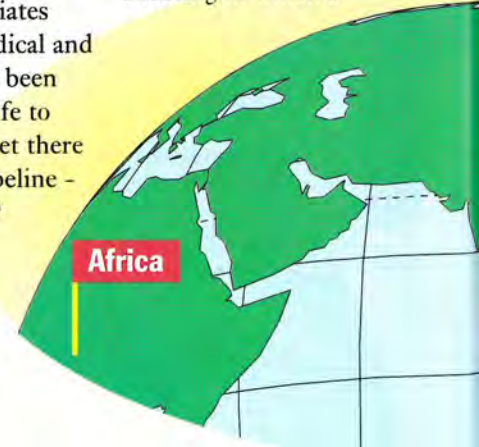 iates
dical and
been
fe to
et there
peline –
Africa